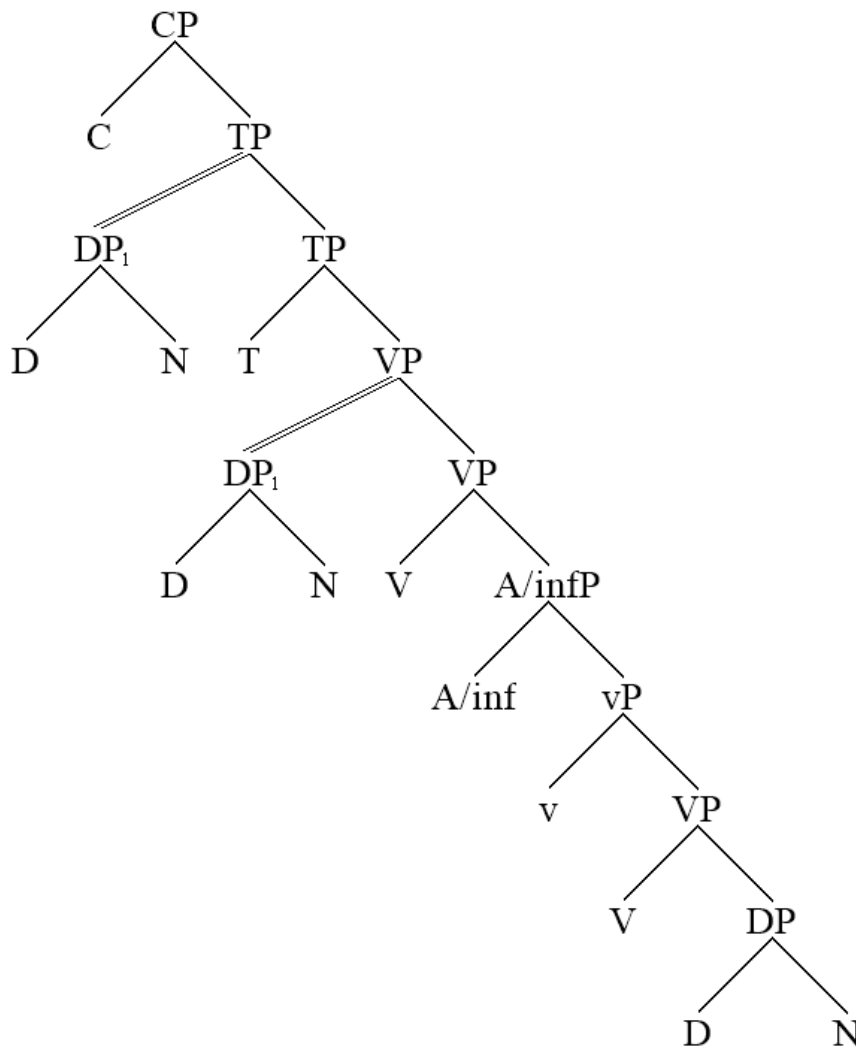 CP
C TP
DP₁ TP
D N T VP
DP₁ VP
D N V A/infP
A/inf vP
v VP
V DP
D N